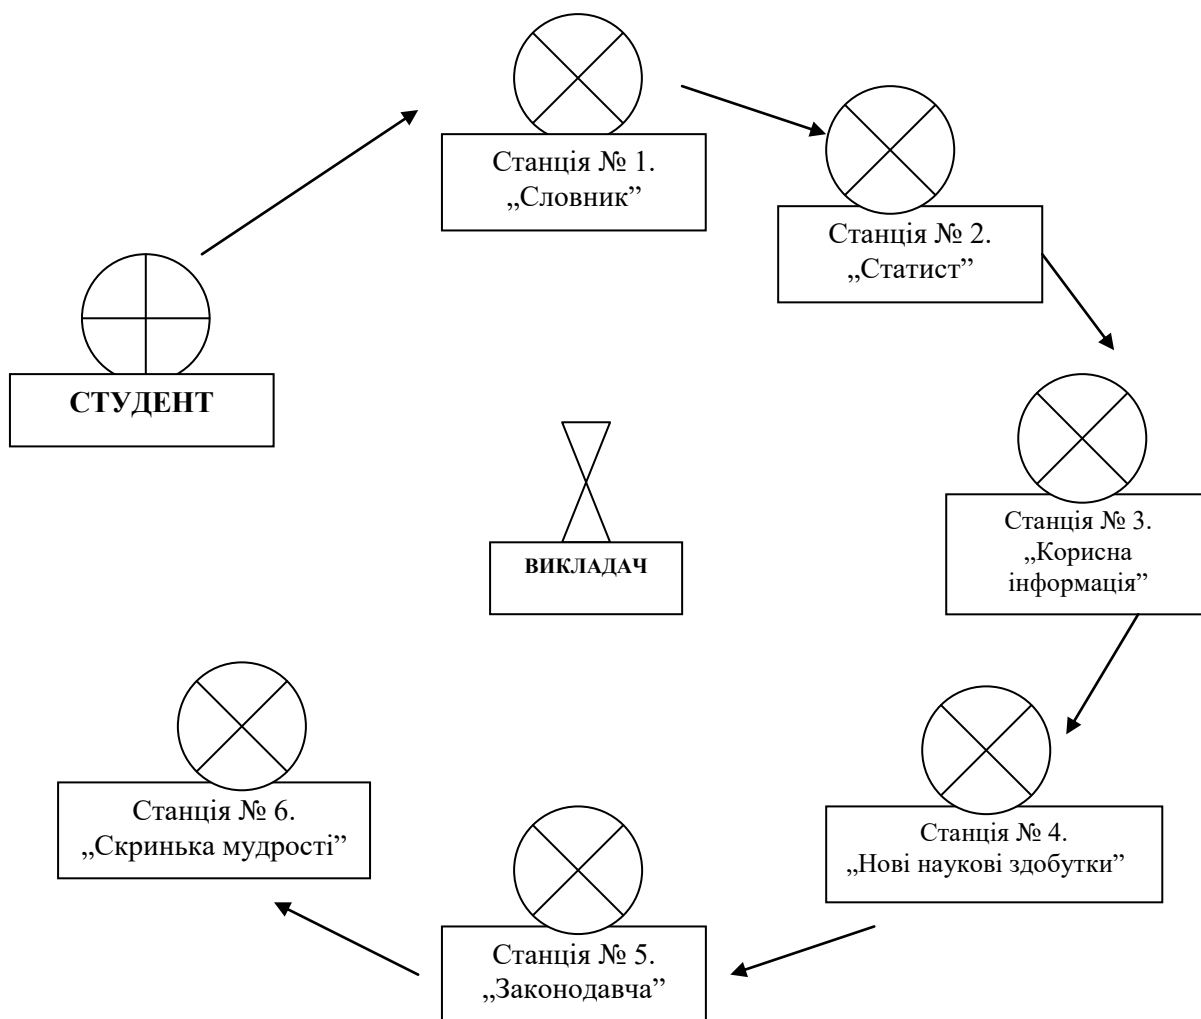 Станція № 1.
„Словник”
Станція № 2.
„Статист”
СТУДЕНТ
Станція № 3.
„Корисна
інформація”
ВИКЛАДАЧ
Станція № 6.
„Скринька мудрості”
Станція № 4.
„Нові наукові здобутки”
Станція № 5.
„Законодавча”